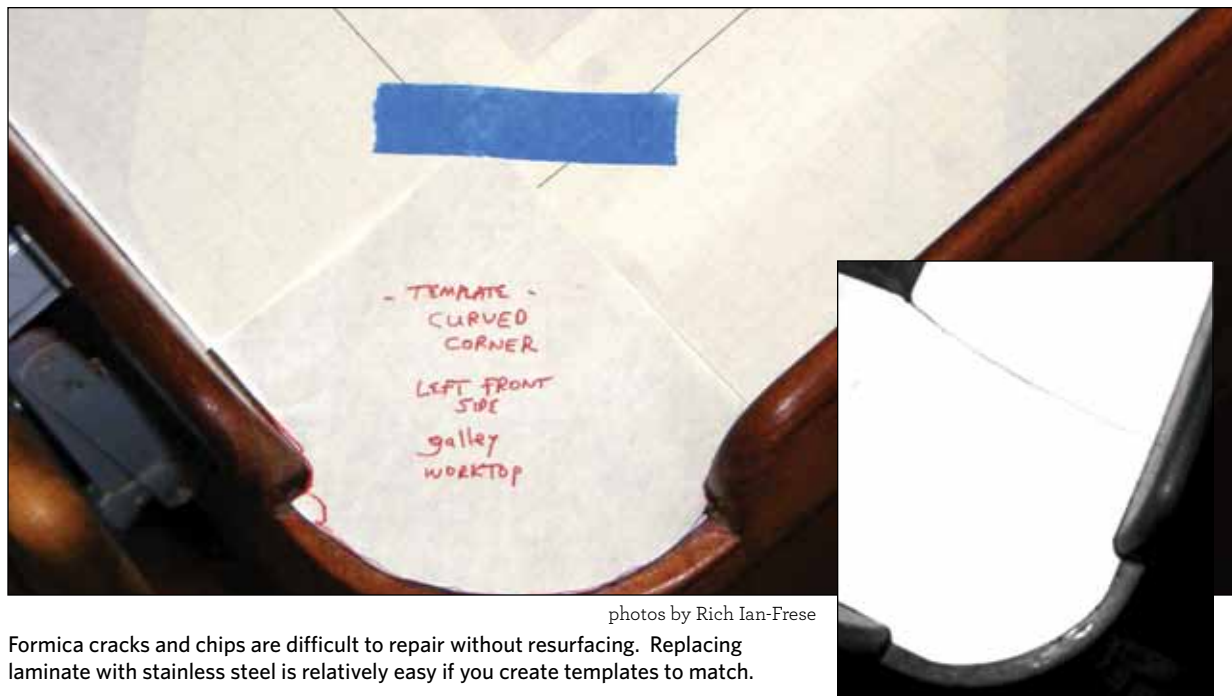 - TEMPLATE -
CURVED
CORNER
LEFT FRONT
SIDE
galley
WORKTOP
photos by Rich Ian-Frese
Formica cracks and chips are difficult to repair without resurfacing. Replacing
laminate with stainless steel is relatively easy if you create templates to match.